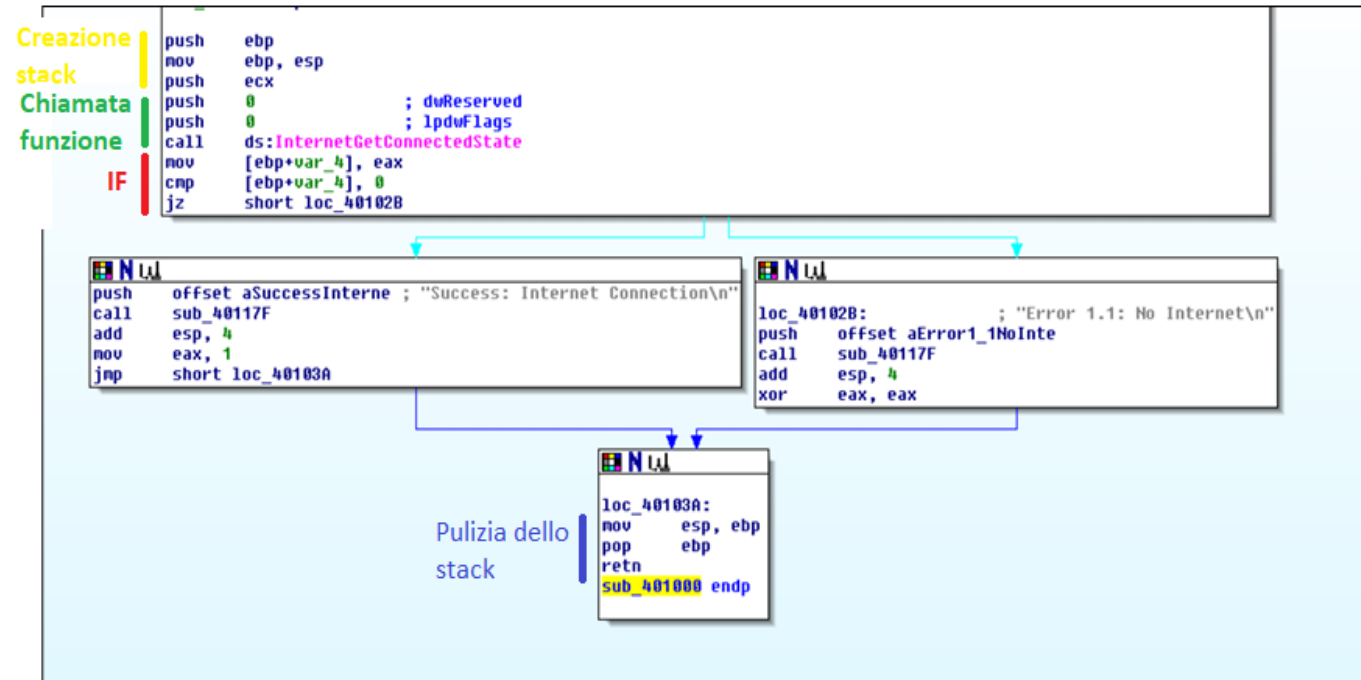 Creazione
stack
push ebp
mov ebp, esp
push ecx
Chiamata
funzione
push 0 ; dwReserved
push 0 ; lpdwFlags
call ds:InternetGetConnectedState
IF
mov [ebp+var_4], eax
cmp [ebp+var_4], 0
jz short loc_40102B
push offset aSuccessInterne ; "Success: Internet Connection\n"
call sub_40117F
add esp, 4
mov eax, 1
jmp short loc_40103A
loc_40102B: ; "Error 1.1: No Internet\n"
push offset aError1_1NoInte
call sub_40117F
add esp, 4
xor eax, eax
Pulizia dello
stack
loc_40103A:
mov esp, ebp
pop ebp
retn
sub_401000 endp